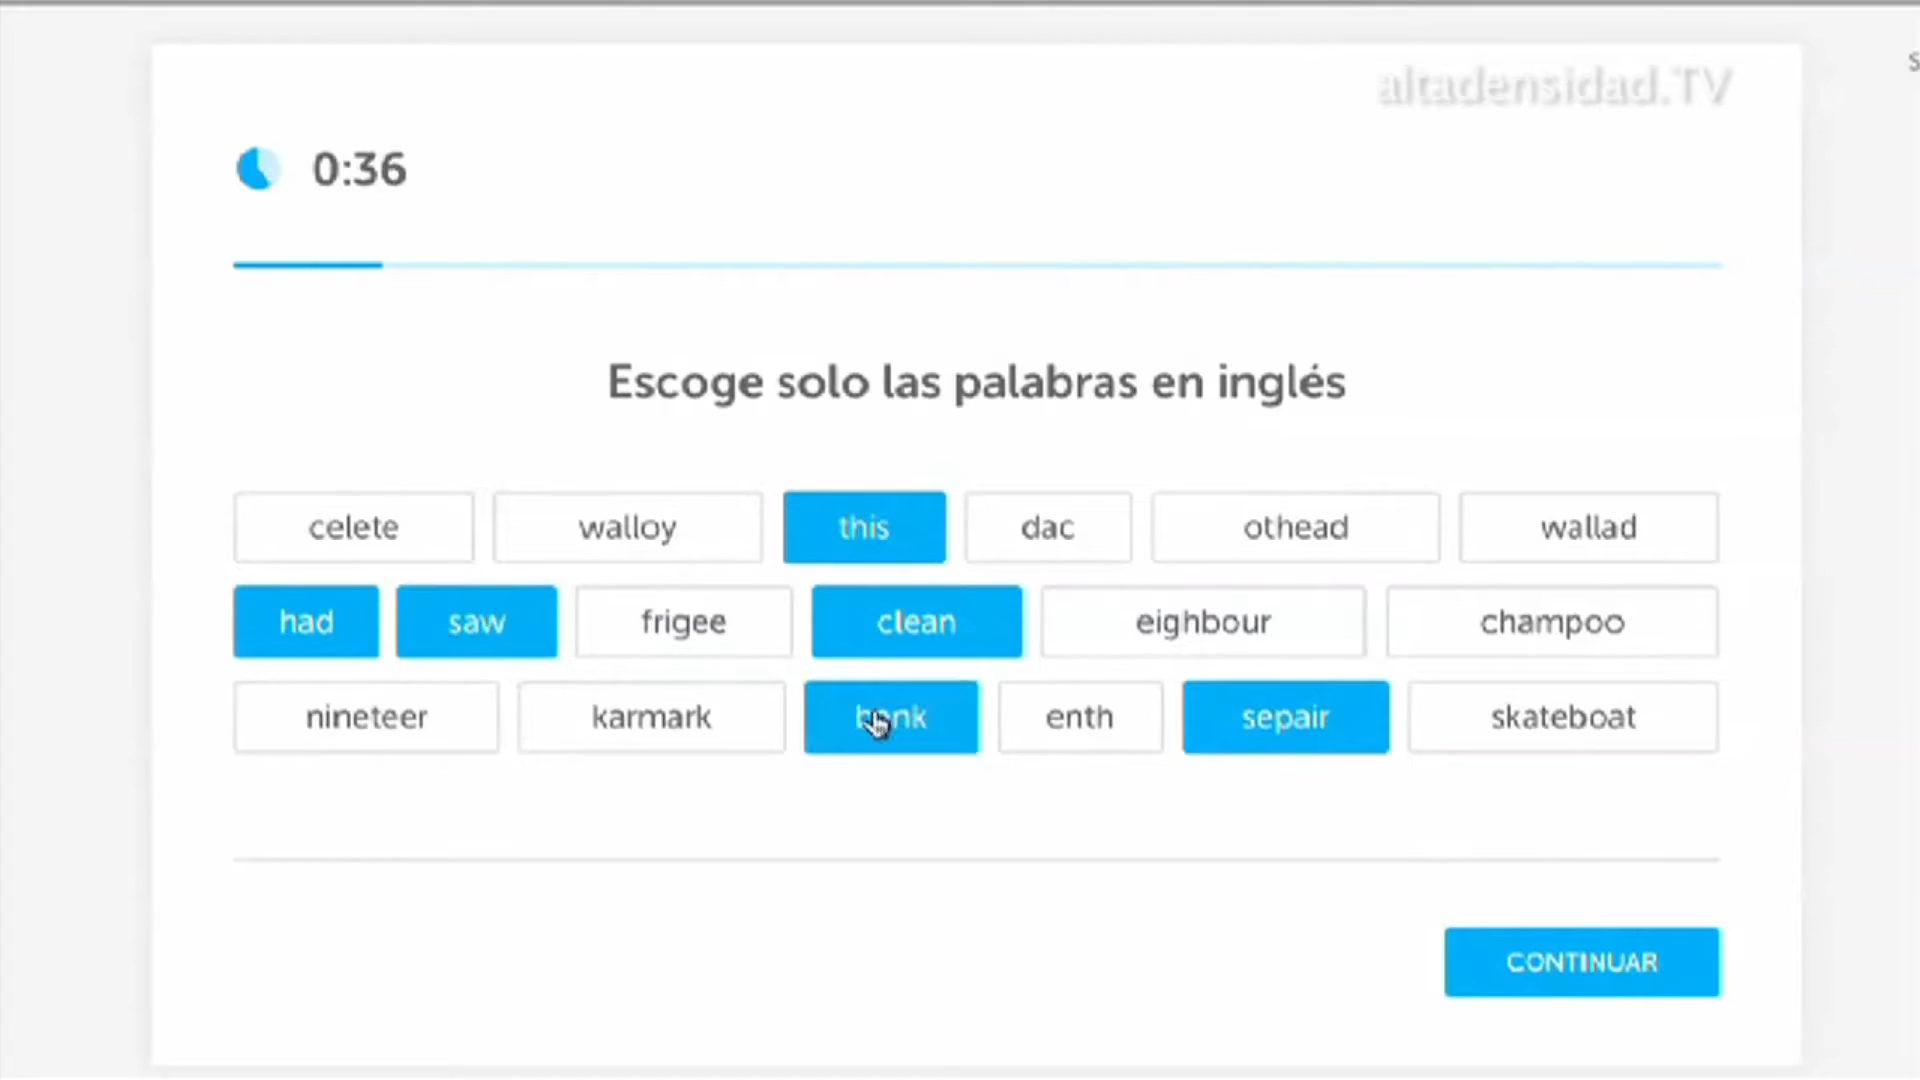 altadensidad.TV
0:36
Escoge solo las palabras en inglés
celete walloy this dac othead wallad
had saw frigee clean eighbour champoo
nineteer karmark enth sepair skateboat
CONTINUAR